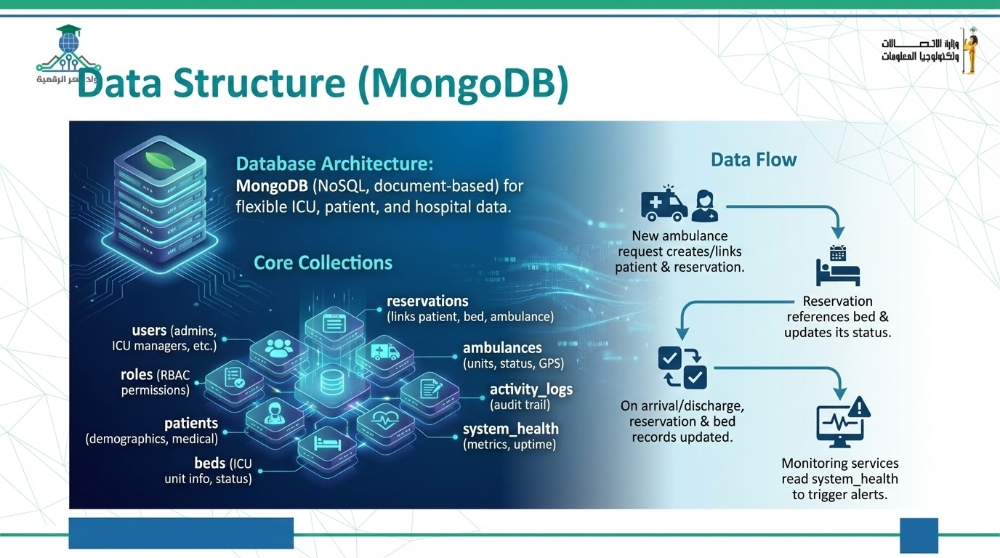 وزارة الاتصالات
وتكنولوجيا المعلومات
الرقمية
Data Structure (MongoDB)
Database Architecture:
MongoDB (NoSQL, document-based) for
flexible ICU, patient, and hospital data.
Core Collections
reservations
(links patient, bed, ambulance)
users (admins,
ICU managers, etc.)
ambulances
(units, status, GPS)
roles (RBAC
permissions)
activity_logs
(audit trail)
patients
(demographics, medical)
system_health
(metrics, uptime)
beds (ICU
unit info, status)
Data Flow
New ambulance
request creates/links
patient & reservation.
Reservation
references bed &
updates its status.
On arrival/discharge,
reservation & bed
records updated.
Monitoring services
read system_health
to trigger alerts.